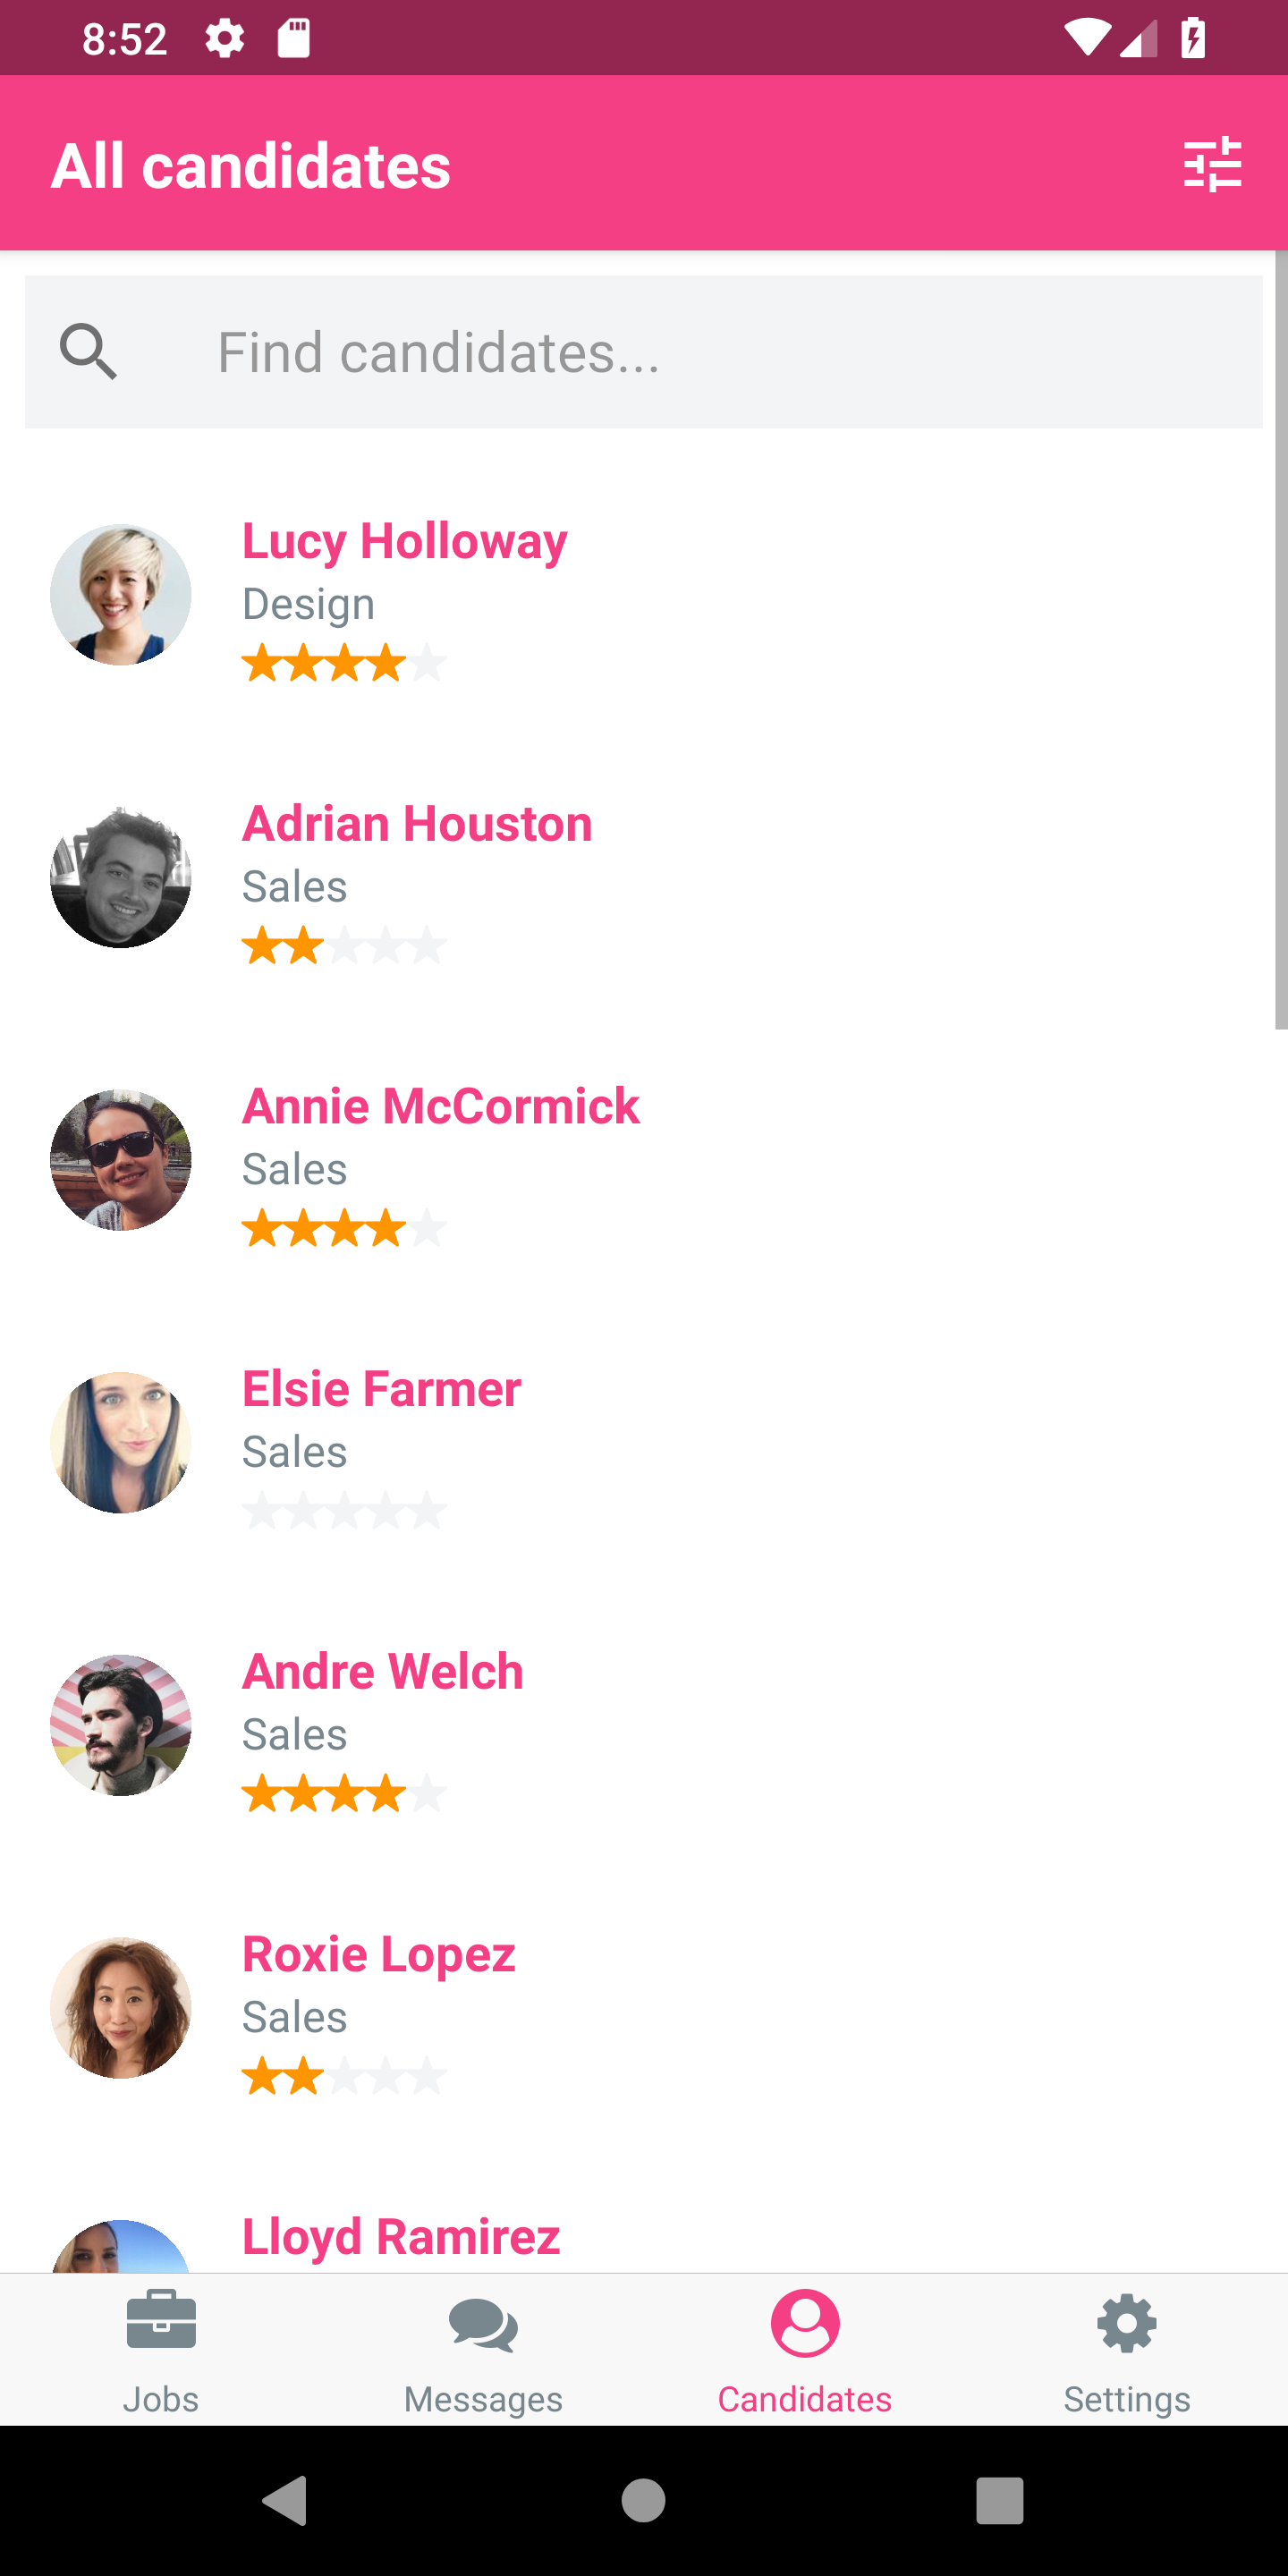 8:52
All candidates
Find candidates...
Lucy Holloway
Design
Adrian Houston
Sales
Annie McCormick
Sales
Elsie Farmer
Sales
Andre Welch
Sales
Roxie Lopez
Sales
Lloyd Ramirez
Jobs
Messages
Candidates
Settings